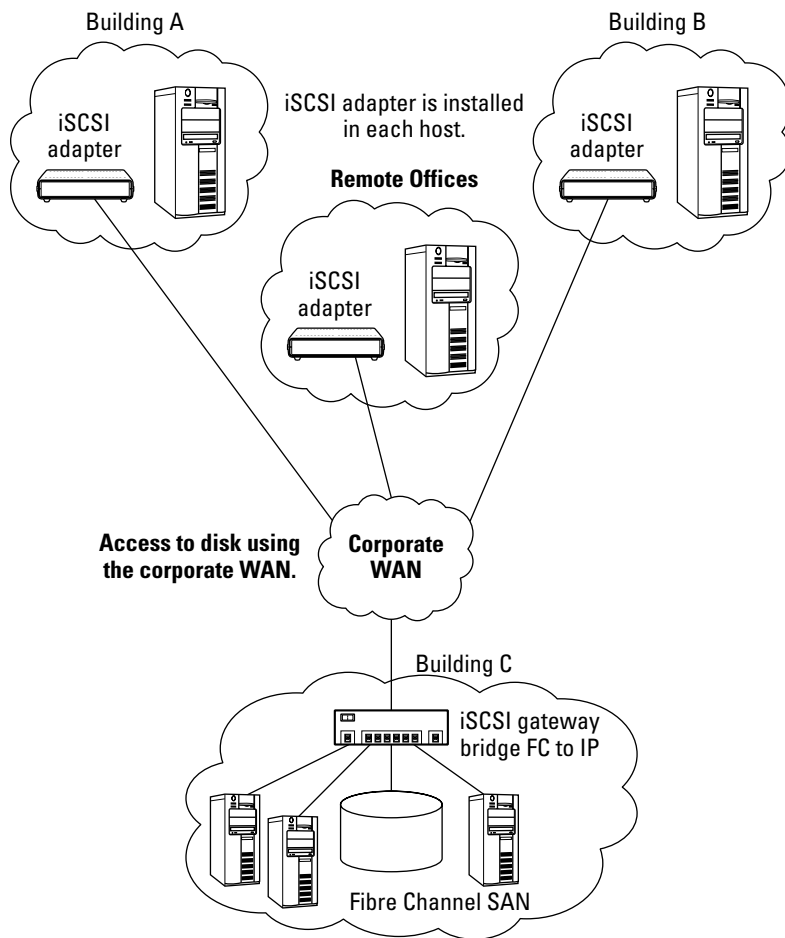 Building A
Building B
iSCSI adapter is installed
in each host.
iSCSI
adapter
iSCSI
adapter
Remote Offices
iSCSI
adapter
Access to disk using
the corporate WAN.
Corporate
WAN
Building C
iSCSI gateway
bridge FC to IP
Fibre Channel SAN